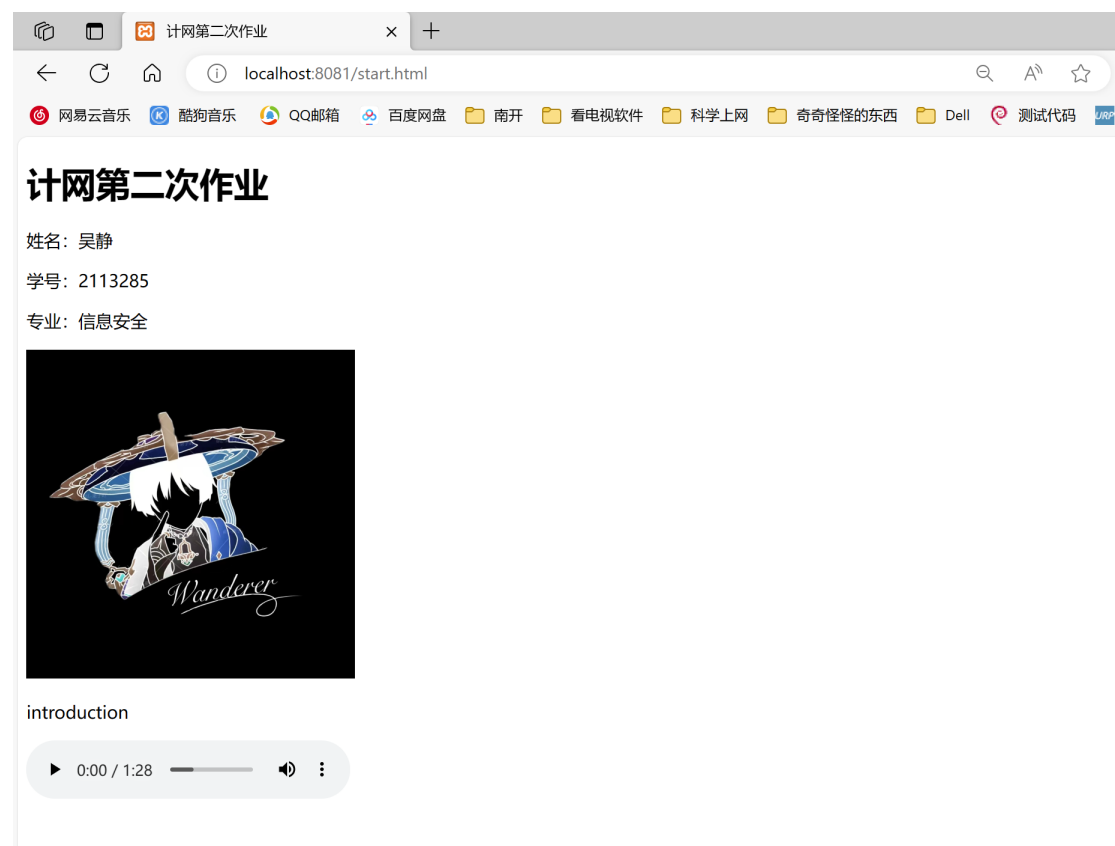 计网第二次作业
localhost:8081/start.html
网易云音乐 酷狗音乐 QQ邮箱 百度网盘 南开 看电视软件 科学上网 奇奇怪怪的东西 Dell 测试代码 URP
计网第二次作业
姓名：吴静
学号：2113285
专业：信息安全
Wanderer
introduction
0:00 / 1:28